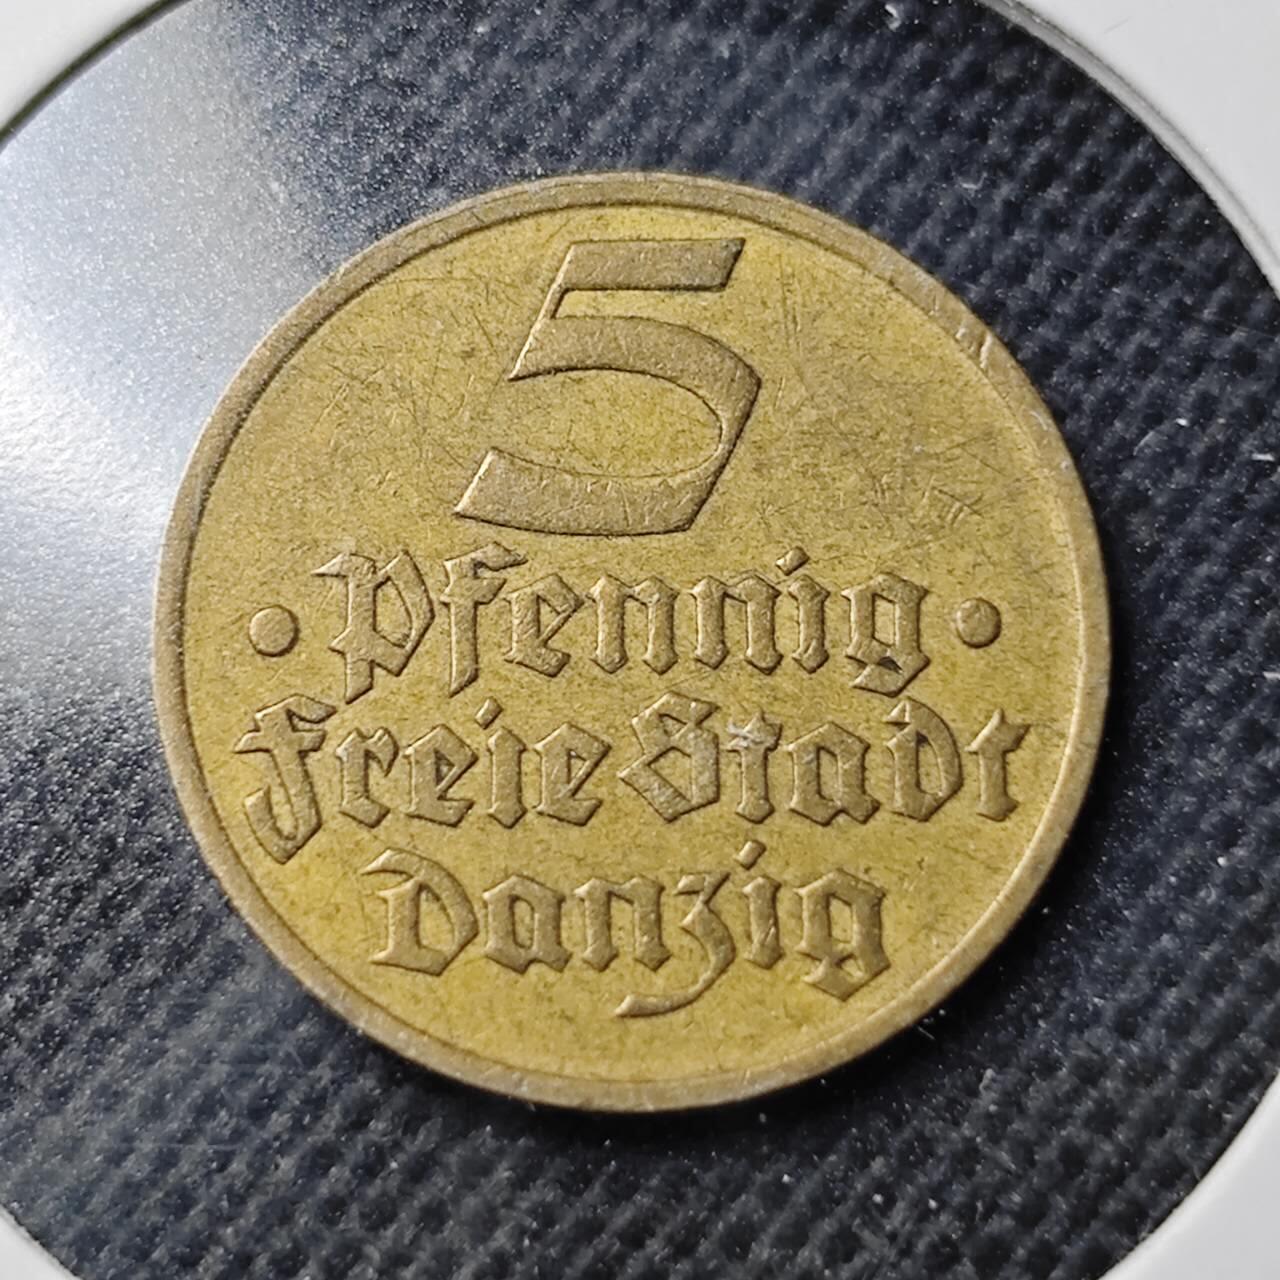 5
• Pfennig •
Freie Stadt
Danzig